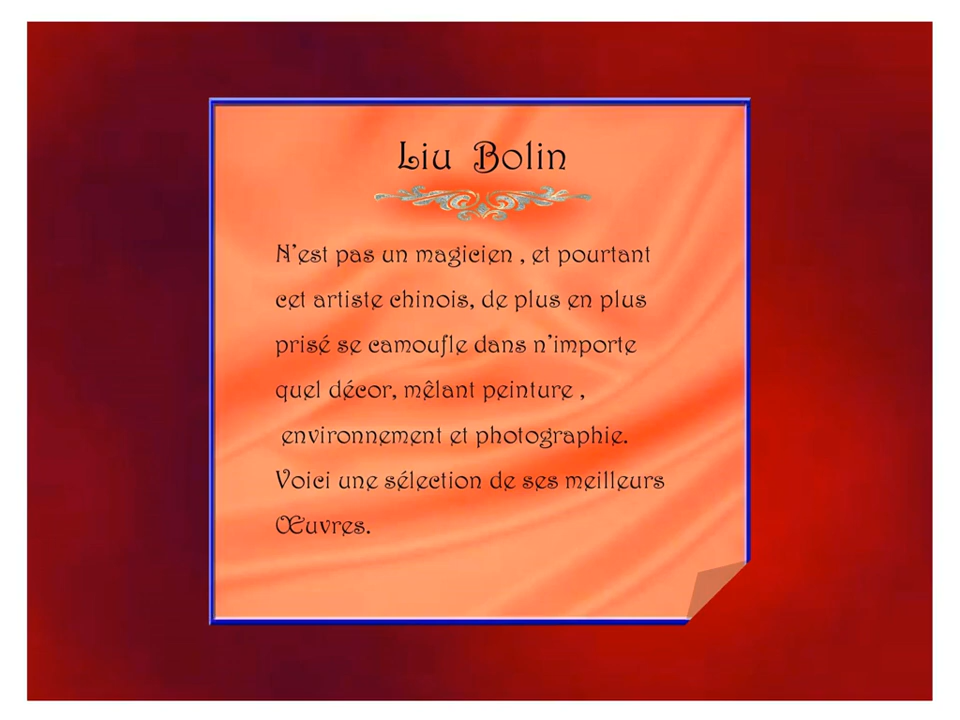 Liu Bolin
N'est pas un magicien , et pourtant
cet artiste chinois, de plus en plus
prisé se camoufle dans n'importe
quel décor, mêlant peinture ,
environnement et photographie.
Voici une sélection de ses meilleurs
Œuvres.